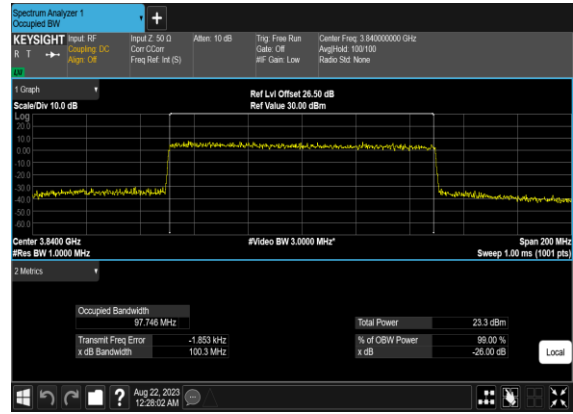 Spectrum Analyzer 1
Occupied BW
+
KEYSIGHT Input: RF Input Z: 50 Ω Atten: 10 dB Trig: Free Run Center Freq: 3.840000000 GHz
R T Coupling: DC Corr CCorr Gate: Off Avg|Hold: 100/100
Align: Off Freq Ref: Int (S) #IF Gain: Low Radio Std: None
LW
1 Graph
Ref Lvl Offset 26.50 dB
Scale/Div 10.0 dB Ref Value 30.00 dBm
Log
20.0
10.0
0.00
-10.0
-20.0
-30.0
-40.0
-50.0
-60.0
Center 3.8400 GHz #Video BW 3.0000 MHz* Span 200 MHz
#Res BW 1.0000 MHz Sweep 1.00 ms (1001 pts)
2 Metrics
Occupied Bandwidth
97.746 MHz Total Power 23.3 dBm
Transmit Freq Error -1.853 kHz % of OBW Power 99.00 %
x dB Bandwidth 100.3 MHz x dB -26.00 dB
Local
? Aug 22, 2023
12:28:02 AM